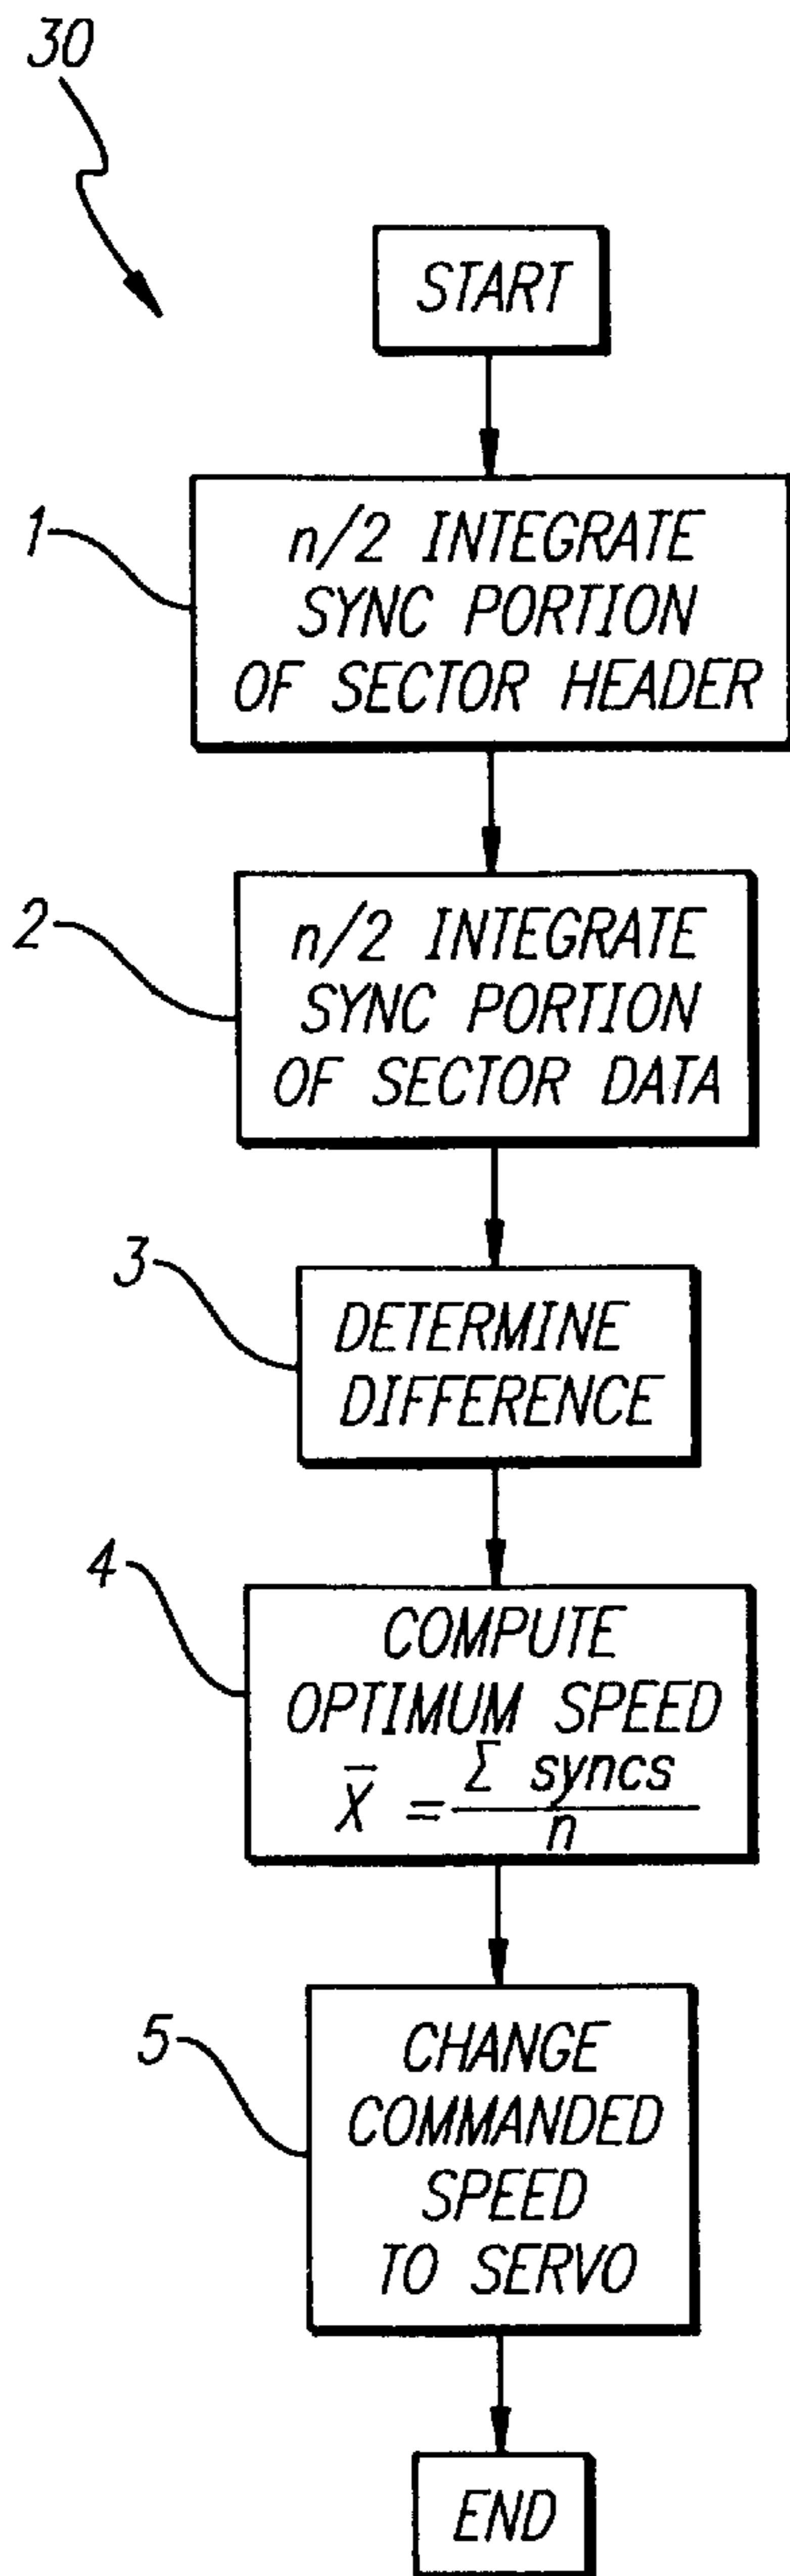 30
START
1
n/2 INTEGRATE
SYNC PORTION
OF SECTOR HEADER
2
n/2 INTEGRATE
SYNC PORTION
OF SECTOR DATA
3
DETERMINE
DIFFERENCE
4
COMPUTE
OPTIMUM SPEED
X̄ = Σ syncs / n
5
CHANGE
COMMANDED
SPEED
TO SERVO
END